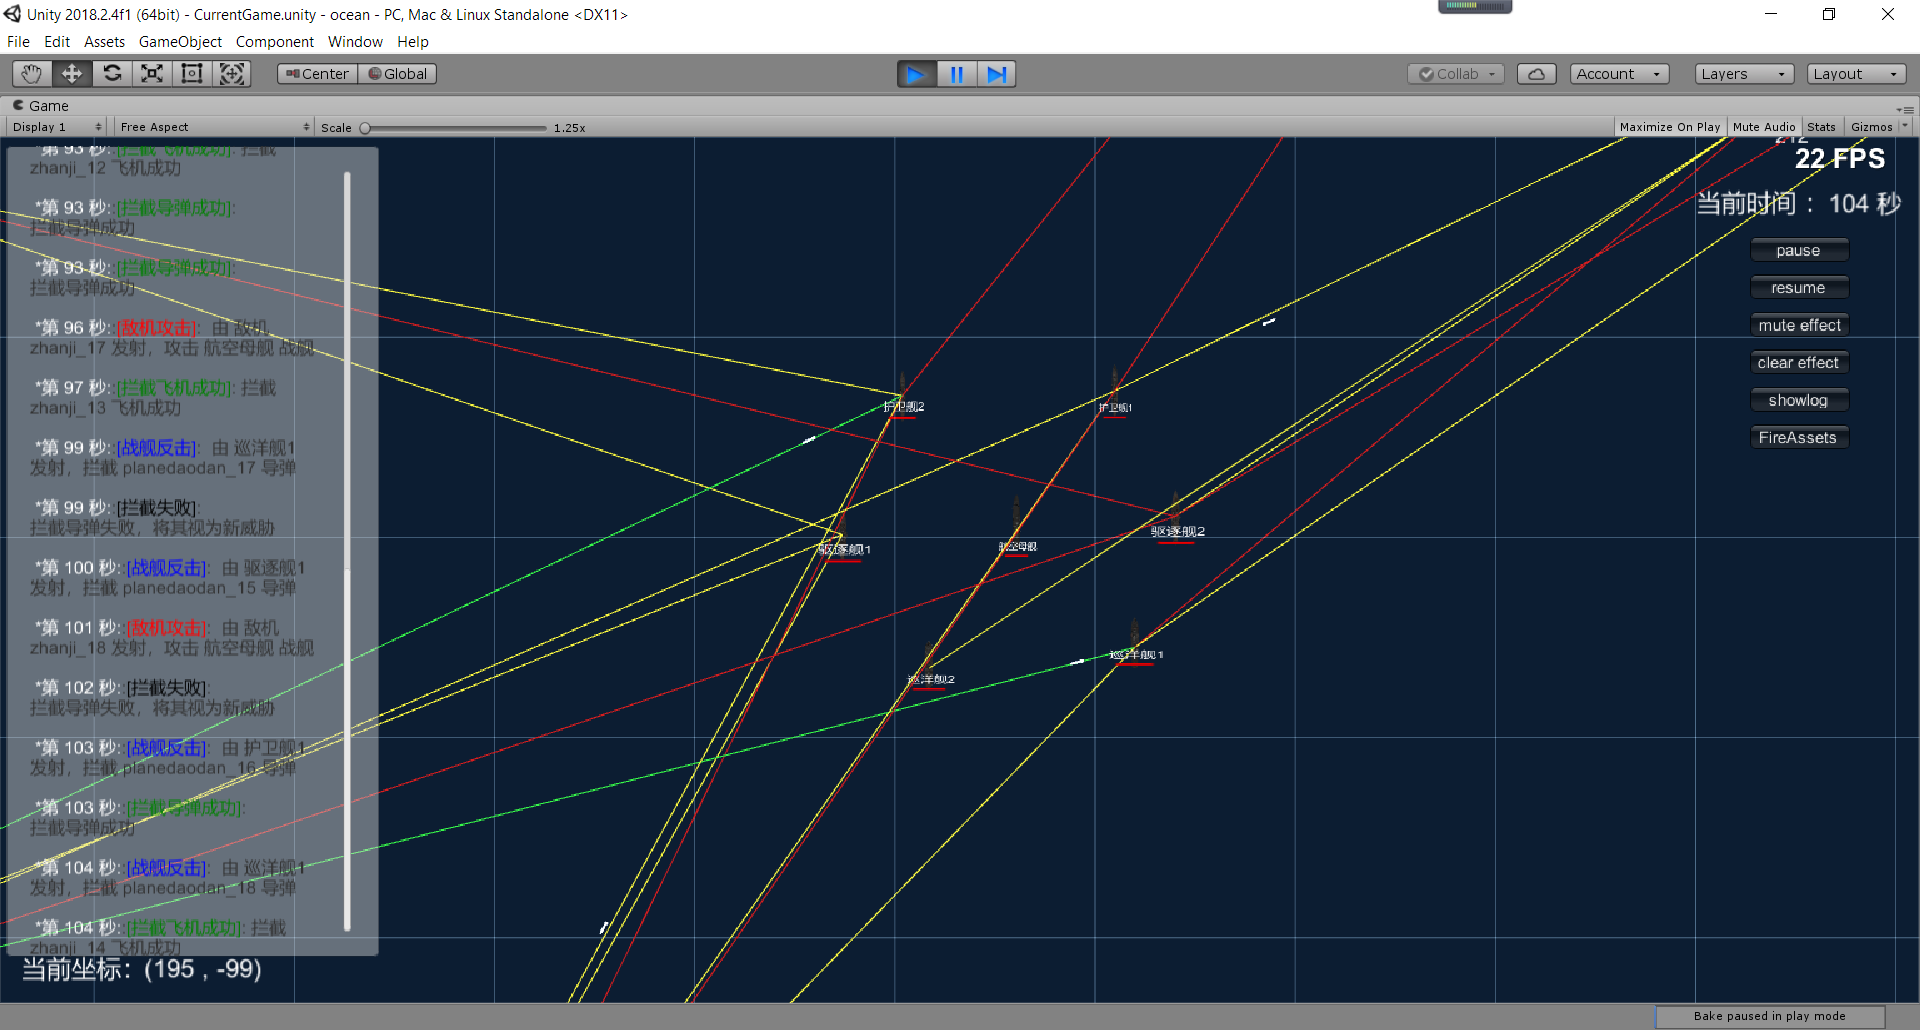 Unity 2018.2.4f1 (64bit) - CurrentGame.unity - ocean - PC, Mac & Linux Standalone <DX11>
File Edit Assets GameObject Component Window Help
Center Global Collab Account Layers Layout
Game
Display 1 Free Aspect Scale 1.25x Maximize On Play Mute Audio Stats Gizmos
*第 93 秒:[拦截飞机成功]: 拦截
zhanji_12 飞机成功
*第 93 秒:[拦截导弹成功]:
拦截导弹成功
*第 93 秒:[拦截导弹成功]:
拦截导弹成功
*第 96 秒:[敌机攻击]: 由 敌机
zhanji_17 发射，攻击 航空母舰 战舰
*第 97 秒:[拦截飞机成功]: 拦截
zhanji_13 飞机成功
*第 99 秒:[战舰反击]: 由 巡洋舰1
发射，拦截 planedaodan_17 导弹
*第 99 秒:[拦截失败]:
拦截导弹失败，将其视为新威胁
*第 100 秒:[战舰反击]: 由 驱逐舰1
发射，拦截 planedaodan_15 导弹
*第 101 秒:[敌机攻击]: 由 敌机
zhanji_18 发射，攻击 航空母舰 战舰
*第 102 秒:[拦截失败]:
拦截导弹失败，将其视为新威胁
*第 103 秒:[战舰反击]: 由 护卫舰1
发射，拦截 planedaodan_16 导弹
*第 103 秒:[拦截导弹成功]:
拦截导弹成功
*第 104 秒:[战舰反击]: 由 巡洋舰1
发射，拦截 planedaodan_18 导弹
*第 104 秒:[拦截飞机成功]: 拦截
zhanji_14 飞机成功
当前坐标：(195 , -99)
护卫舰2
护卫舰1
驱逐舰1
航空母舰
驱逐舰2
巡洋舰2
巡洋舰1
212
22 FPS
当前时间 ：104 秒
pause
resume
mute effect
clear effect
showlog
FireAssets
Bake paused in play mode